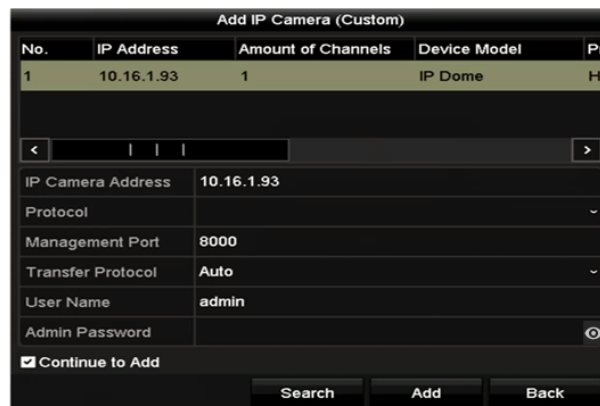 Add IP Camera (Custom)
No. IP Address Amount of Channels Device Model
1 10.16.1.93 1 IP Dome
IP Camera Address 10.16.1.93
Protocol
Management Port 8000
Transfer Protocol Auto
User Name admin
Admin Password
Continue to Add
Search Add Back